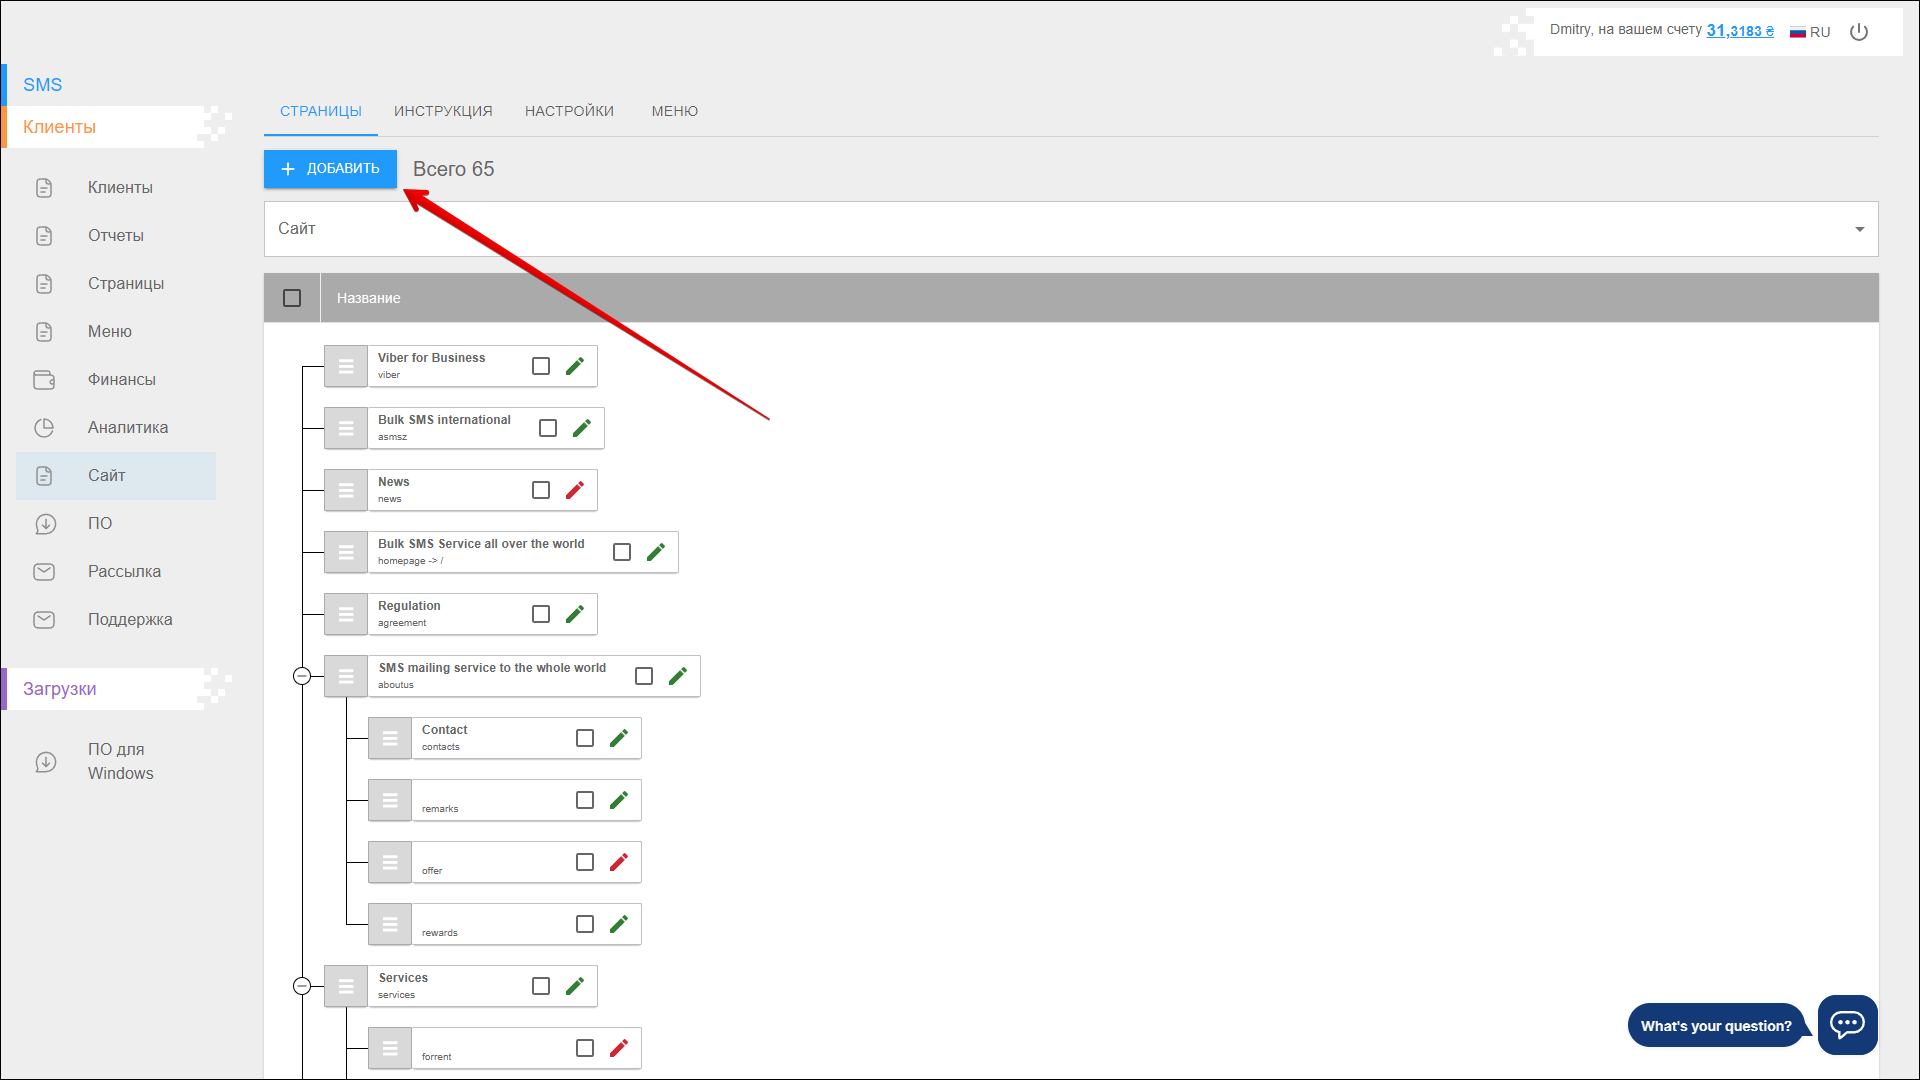 Dmitry, на вашем счету 31,3183 ₴ RU
SMS
Клиенты
Клиенты
Отчеты
Страницы
Меню
Финансы
Аналитика
Сайт
ПО
Рассылка
Поддержка
Загрузки
ПО для
Windows
СТРАНИЦЫ ИНСТРУКЦИЯ НАСТРОЙКИ МЕНЮ
ДОБАВИТЬ Всего 65
Сайт
Название
Viber for Business
viber
Bulk SMS international
asmsz
News
news
Bulk SMS Service all over the world
homepage -> /
Regulation
agreement
SMS mailing service to the whole world
aboutus
Contact
contacts
remarks
offer
rewards
Services
services
forrent
What's your question?